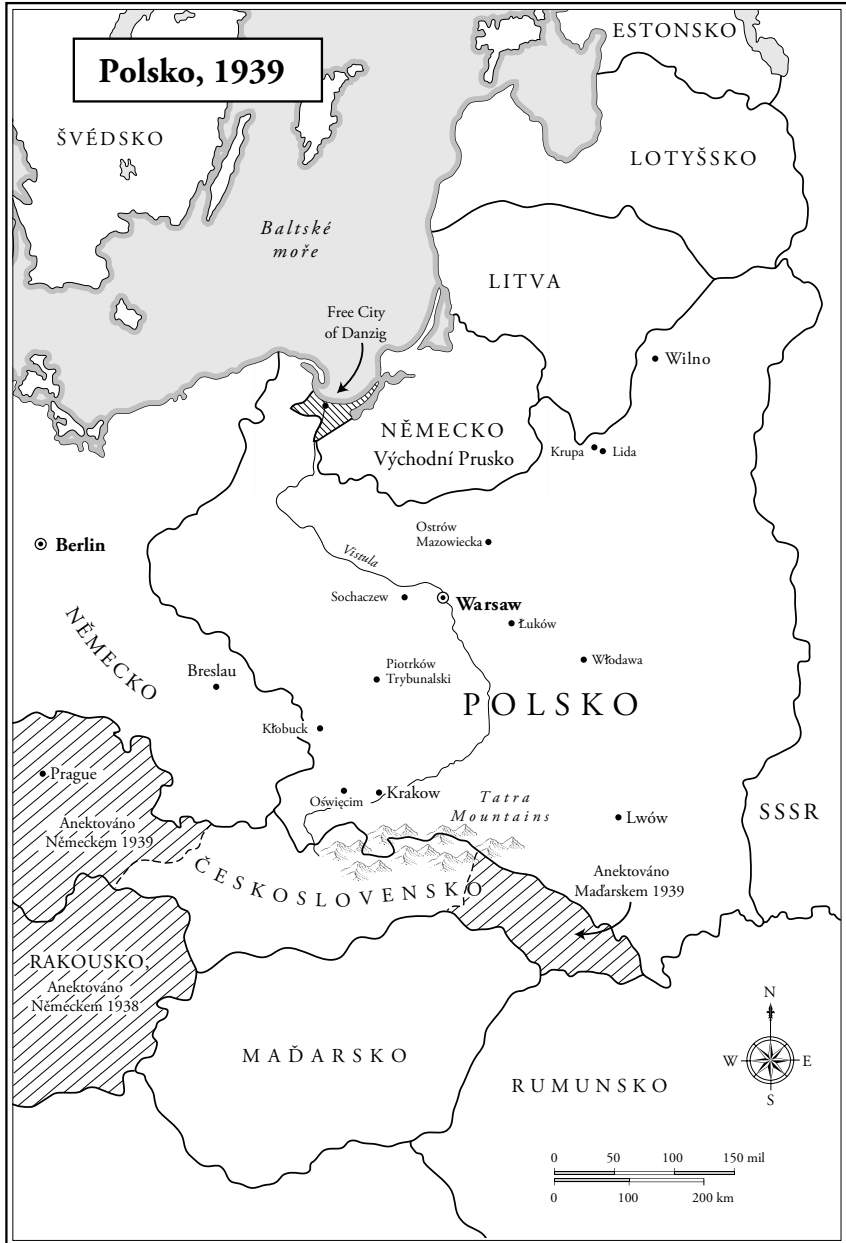 Polsko, 1939
ESTONSKO
ŠVÉDSKO
LOTYŠSKO
Baltské
moře
LITVA
Free City
of Danzig
Wilno
NĚMECKO
Východní Prusko
Krupa
Lida
Ostrów
Mazowiecka
Berlin
Vistula
Sochaczew
Warsaw
Łuków
NĚMECKO
Breslau
Piotrków
Trybunalski
Włodawa
POLSKO
Kłobuck
Prague
Oświęcim
Krakow
Tatra
Mountains
Lwów
SSSR
Anektováno
Německem 1939
ČESKOSLOVENSKO
Anektováno
Maďarskem 1939
RAKOUSKO,
Anektováno
Německem 1938
MAĎARSKO
RUMUNSKO
N
W
E
S
0 50 100 150 mil
0 100 200 km